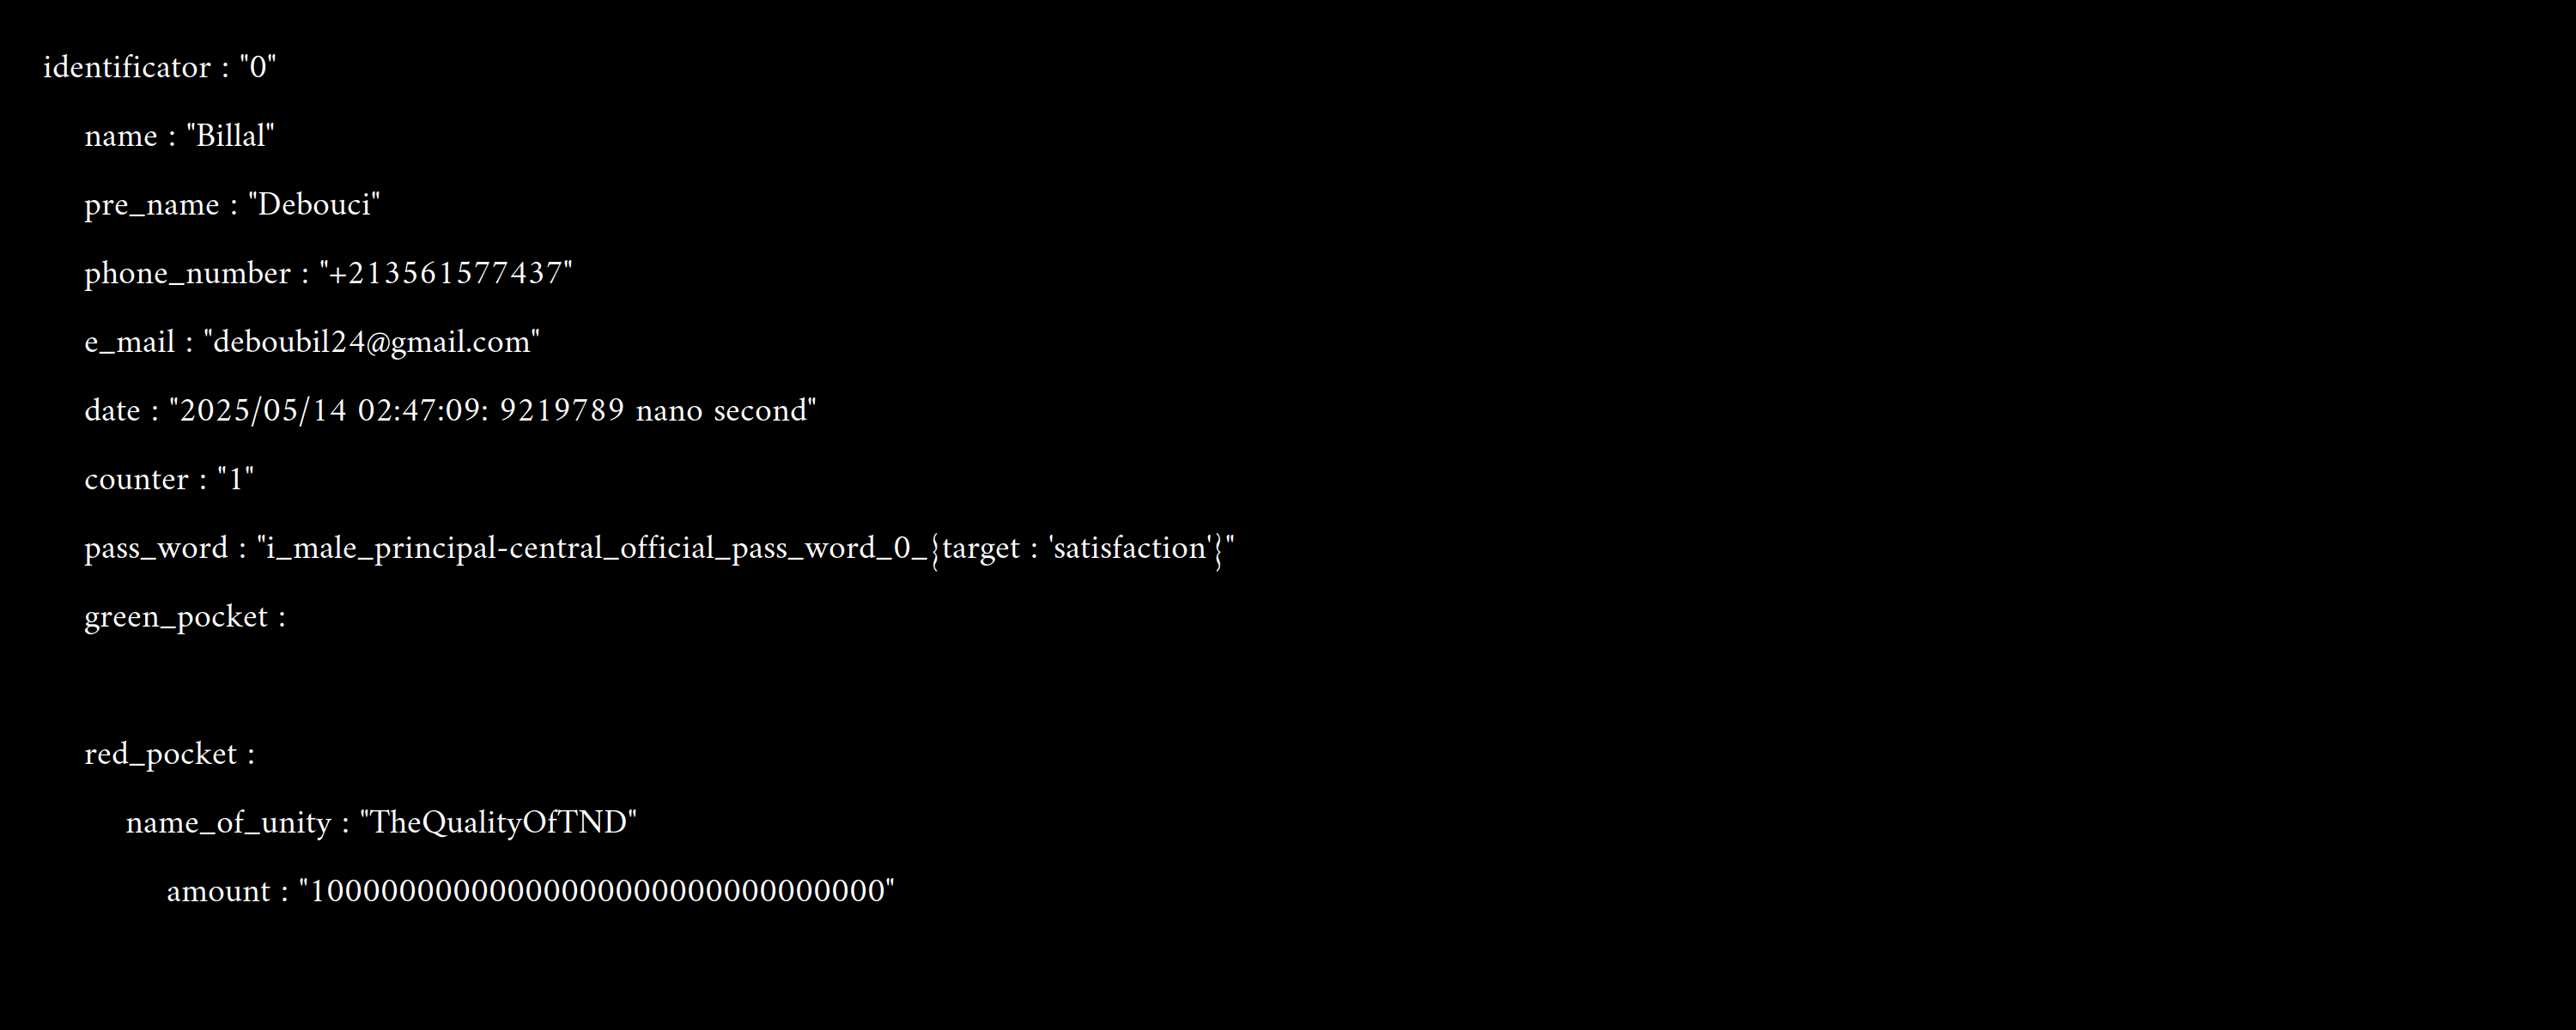 identificator : "0"
name : "Billal"
pre_name : "Debouci"
phone_number : "+213561577437"
e_mail : "deboubil24@gmail.com"
date : "2025/05/14 02:47:09: 9219789 nano second"
counter : "1"
pass_word : "i_male_principal-central_official_pass_word_0_{target : 'satisfaction'}"
green_pocket :
red_pocket :
name_of_unity : "TheQualityOfTND"
amount : "10000000000000000000000000000000"